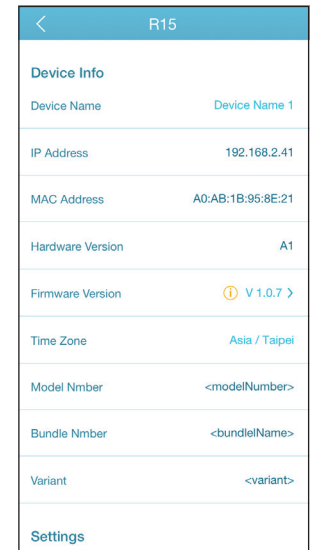 R15
Device Info
Device Name Device Name 1
IP Address 192.168.2.41
MAC Address A0:AB:1B:95:8E:21
Hardware Version A1
Firmware Version V 1.0.7
Time Zone Asia / Taipei
Model Nmber <modelNumber>
Bundle Nmber <bundlelName>
Variant <variant>
Settings